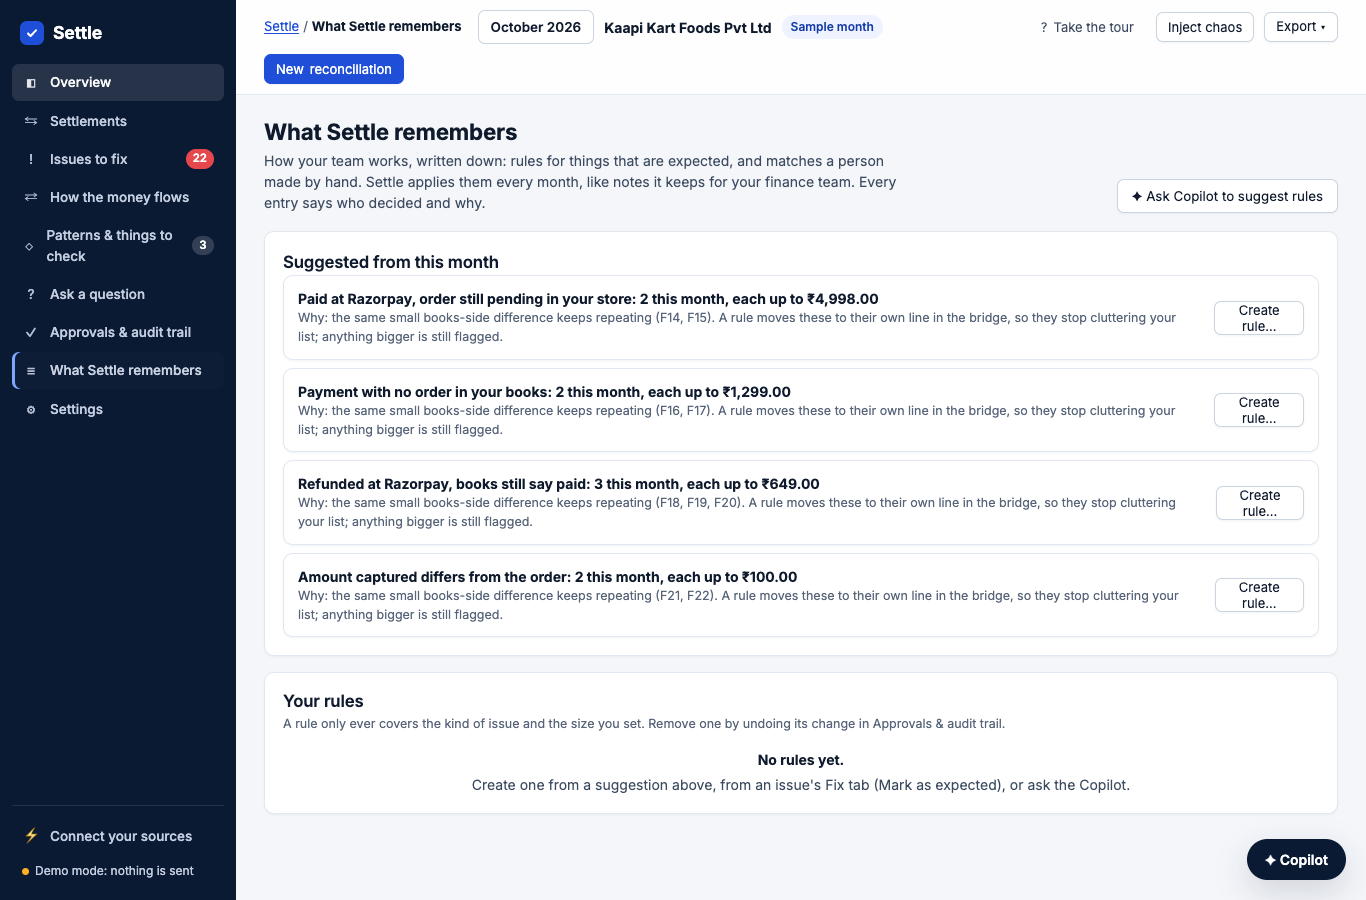 Settle
Overview
Settlements
Issues to fix 22
How the money flows
Patterns & things to
check
3
Ask a question
Approvals & audit trail
What Settle remembers
Settings
Connect your sources
Demo mode: nothing is sent
Settle / What Settle remembers
October 2026
Kaapi Kart Foods Pvt Ltd
Sample month
? Take the tour
Inject chaos
Export
New reconciliation
What Settle remembers
How your team works, written down: rules for things that are expected, and matches a person
made by hand. Settle applies them every month, like notes it keeps for your finance team. Every
entry says who decided and why.
Ask Copilot to suggest rules
Suggested from this month
Paid at Razorpay, order still pending in your store: 2 this month, each up to ₹4,998.00
Why: the same small books-side difference keeps repeating (F14, F15). A rule moves these to their own line in the bridge, so they stop cluttering your
list; anything bigger is still flagged.
Create
rule...
Payment with no order in your books: 2 this month, each up to ₹1,299.00
Why: the same small books-side difference keeps repeating (F16, F17). A rule moves these to their own line in the bridge, so they stop cluttering your
list; anything bigger is still flagged.
Create
rule...
Refunded at Razorpay, books still say paid: 3 this month, each up to ₹649.00
Why: the same small books-side difference keeps repeating (F18, F19, F20). A rule moves these to their own line in the bridge, so they stop cluttering
your list; anything bigger is still flagged.
Create
rule...
Amount captured differs from the order: 2 this month, each up to ₹100.00
Why: the same small books-side difference keeps repeating (F21, F22). A rule moves these to their own line in the bridge, so they stop cluttering your
list; anything bigger is still flagged.
Create
rule...
Your rules
A rule only ever covers the kind of issue and the size you set. Remove one by undoing its change in Approvals & audit trail.
No rules yet.
Create one from a suggestion above, from an issue's Fix tab (Mark as expected), or ask the Copilot.
Copilot